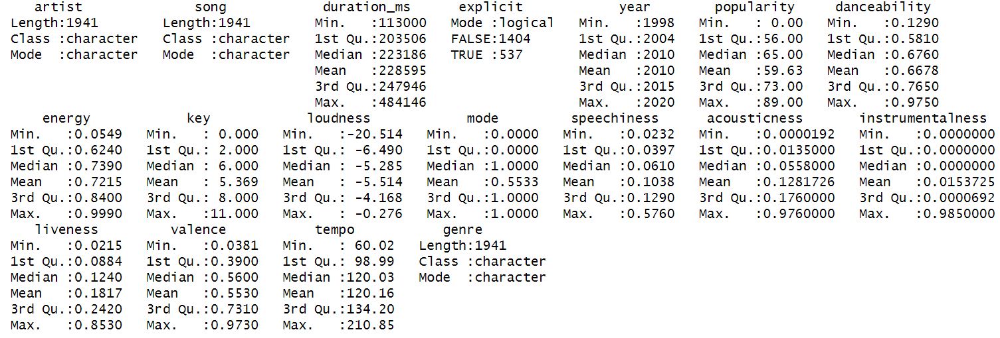 artist song duration_ms explicit year popularity danceability
Length:1941 Length:1941 Min. :113000 Mode :logical Min. :1998 Min. : 0.00 Min. :0.1290
Class :character Class :character 1st Qu.:203506 FALSE:1404 1st Qu.:2004 1st Qu.:56.00 1st Qu.:0.5810
Mode :character Mode :character Median :223186 TRUE :537 Median :2010 Median :65.00 Median :0.6760
Mean :228595 Mean :2010 Mean :59.63 Mean :0.6678
3rd Qu.:247946 3rd Qu.:2015 3rd Qu.:73.00 3rd Qu.:0.7650
Max. :484146 Max. :2020 Max. :89.00 Max. :0.9750
energy key loudness mode speechiness acousticness instrumentalness
Min. :0.0549 Min. : 0.000 Min. :-20.514 Min. :0.0000 Min. :0.0232 Min. :0.0000192 Min. :0.0000000
1st Qu.:0.6240 1st Qu.: 2.000 1st Qu.: -6.490 1st Qu.:0.0000 1st Qu.:0.0397 1st Qu.:0.0135000 1st Qu.:0.0000000
Median :0.7390 Median : 6.000 Median : -5.285 Median :1.0000 Median :0.0610 Median :0.0558000 Median :0.0000000
Mean :0.7215 Mean : 5.369 Mean : -5.514 Mean :0.5533 Mean :0.1038 Mean :0.1281726 Mean :0.0153725
3rd Qu.:0.8400 3rd Qu.: 8.000 3rd Qu.: -4.168 3rd Qu.:1.0000 3rd Qu.:0.1290 3rd Qu.:0.1760000 3rd Qu.:0.0000692
Max. :0.9990 Max. :11.000 Max. : -0.276 Max. :1.0000 Max. :0.5760 Max. :0.9760000 Max. :0.9850000
liveness valence tempo genre
Min. :0.0215 Min. :0.0381 Min. : 60.02 Length:1941
1st Qu.:0.0884 1st Qu.:0.3900 1st Qu.: 98.99 Class :character
Median :0.1240 Median :0.5600 Median :120.03 Mode :character
Mean :0.1817 Mean :0.5530 Mean :120.16
3rd Qu.:0.2420 3rd Qu.:0.7310 3rd Qu.:134.20
Max. :0.8530 Max. :0.9730 Max. :210.85